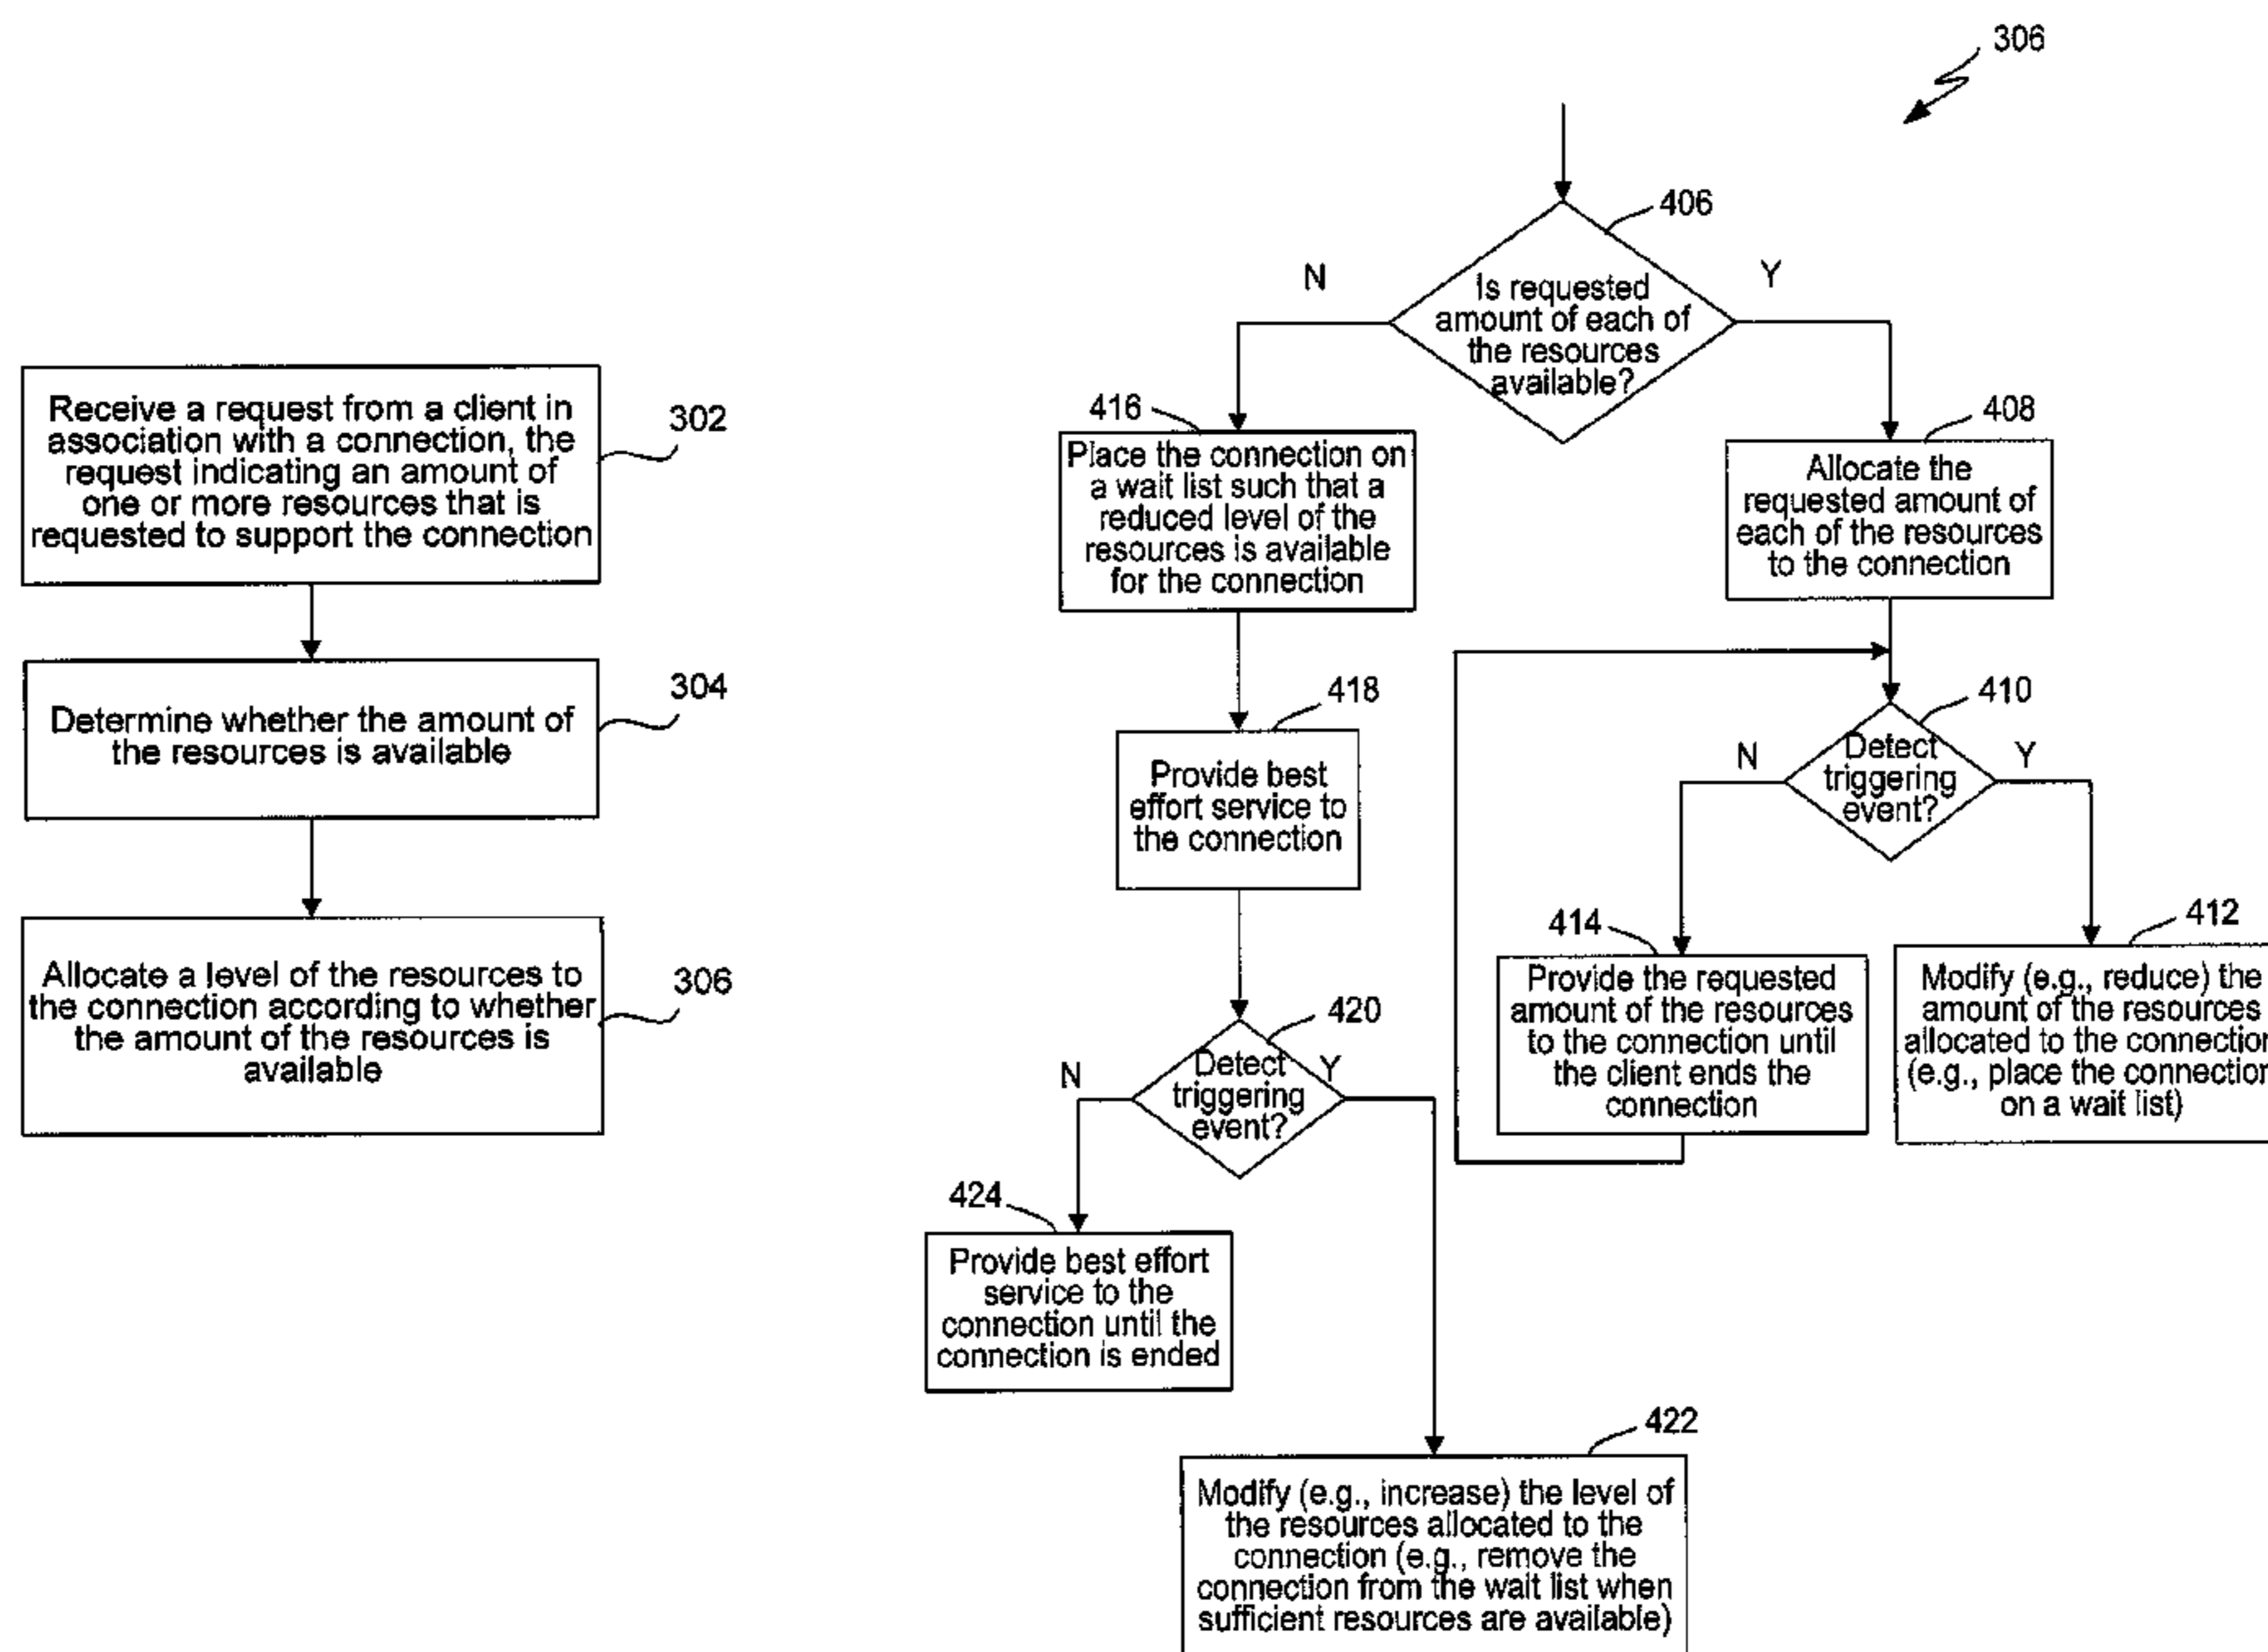 Receive a request from a client in
association with a connection, the
request indicating an amount of
one or more resources that is
requested to support the connection
302
Determine whether the amount of
the resources is available
304
Allocate a level of the resources to
the connection according to whether
the amount of the resources is
available
306
306
406
Is requested
amount of each of
the resources
available?
N
Y
416
Place the connection on
a wait list such that a
reduced level of the
resources is available
for the connection
408
Allocate the
requested amount of
each of the resources
to the connection
418
Provide best
effort service to
the connection
410
Detect
triggering
event?
N
Y
414
Provide the requested
amount of the resources
to the connection until
the client ends the
connection
412
Modify (e.g., reduce) the
amount of the resources
allocated to the connection
(e.g., place the connection
on a wait list)
420
Detect
triggering
event?
N
Y
424
Provide best effort
service to the
connection until the
connection is ended
422
Modify (e.g., increase) the level of
the resources allocated to the
connection (e.g., remove the
connection from the wait list when
sufficient resources are available)